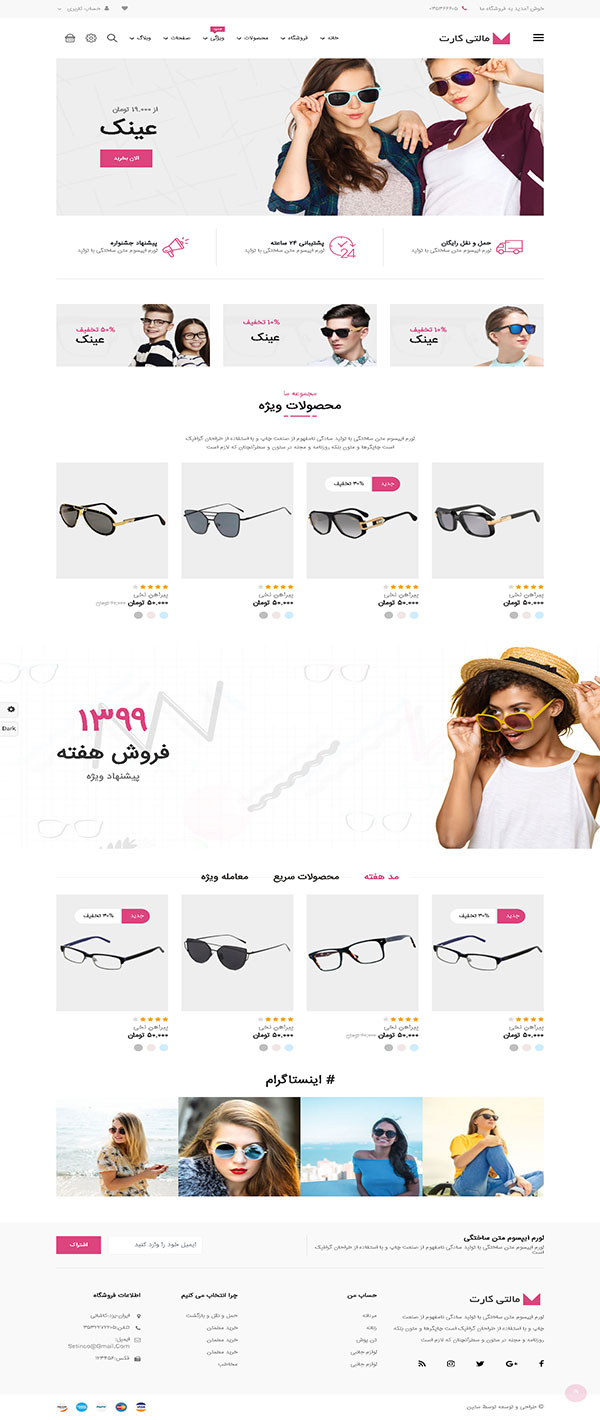 خوش آمدید به فروشگاه ما
حساب کاربری
مالتی کارت
خانه
فروشگاه
محصولات
ویژگی
جدید
صفحات
وبلاگ
از ۱۹.۰۰۰ تومان
عینک
الان بخرید
حمل و نقل رایگان
لورم ایپسوم متن ساختگی با تولید
پشتیبانی ۲۴ ساعته
لورم ایپسوم متن ساختگی با تولید
پیشنهاد جشنواره
لورم ایپسوم متن ساختگی با تولید
24
۱۰% تخفیف
عینک
۱۰% تخفیف
عینک
۵۰% تخفیف
عینک
مجموعه ما
محصولات ویژه
لورم ایپسوم متن ساختگی با تولید سادگی نامفهوم از صنعت چاپ و با استفاده از طراحان گرافیک
است چاپگرها و متون بلکه روزنامه و مجله در ستون و سطرآنچنان که لازم است
جدید
۳۰% تخفیف
پیراهن نخی
۵۰.۰۰۰ تومان
پیراهن نخی
۵۰.۰۰۰ تومان
پیراهن نخی
۵۰.۰۰۰ تومان
پیراهن نخی
۵۰.۰۰۰ تومان
۱۳۹۹
فروش هفته
پیشنهاد ویژه
Dark
مد هفته
محصولات سریع
معامله ویژه
جدید
۳۰% تخفیف
جدید
۳۰% تخفیف
پیراهن نخی
۵۰.۰۰۰ تومان
پیراهن نخی
۵۰.۰۰۰ تومان
پیراهن نخی
۵۰.۰۰۰ تومان
پیراهن نخی
۵۰.۰۰۰ تومان
# اینستاگرام
لورم ایپسوم متن ساختگی
لورم ایپسوم متن ساختگی با تولید سادگی نامفهوم از صنعت چاپ و با استفاده از طراحان گرافیک
است
ایمیل خود را وارد کنید
اشتراک
مالتی کارت
لورم ایپسوم متن ساختگی با تولید سادگی نامفهوم از صنعت
چاپ و با استفاده از طراحان گرافیک است چاپگرها و متون بلکه
روزنامه و مجله در ستون و سطرآنچنان که لازم است
حساب من
مردانه
زنانه
تن پوش
لوازم جانبی
لوازم جانبی
چرا انتخاب می کنیم
حمل و نقل و بازگشت
خرید مطمئن
خرید مطمئن
خرید مطمئن
مخاطب
اطلاعات فروشگاه
ایران-یزد-کاشانی
ایمیل:
Setinco@Gmail.Com
فکس:۱۲۳۴۵۶
© طراحی و توسعه توسط ستین